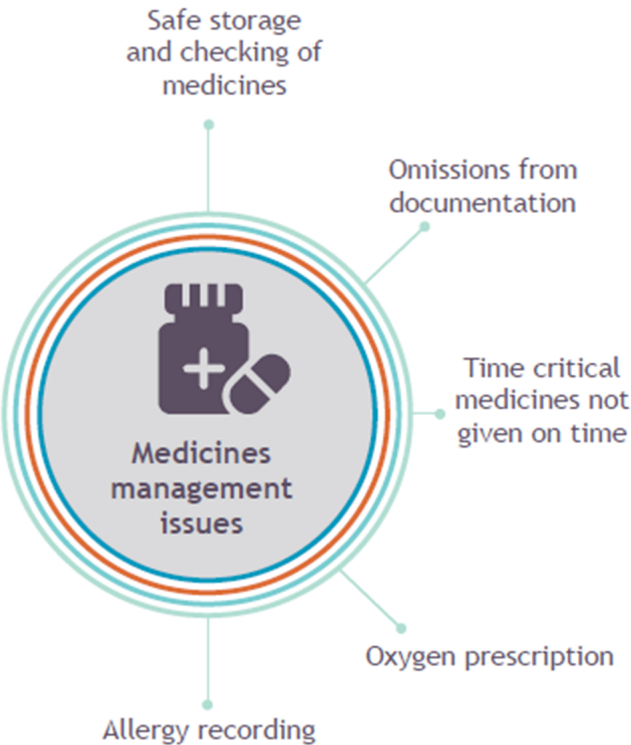 Safe storage
and checking of
medicines
Omissions from
documentation
Time critical
medicines not
given on time
Medicines
management
issues
Oxygen prescription
Allergy recording